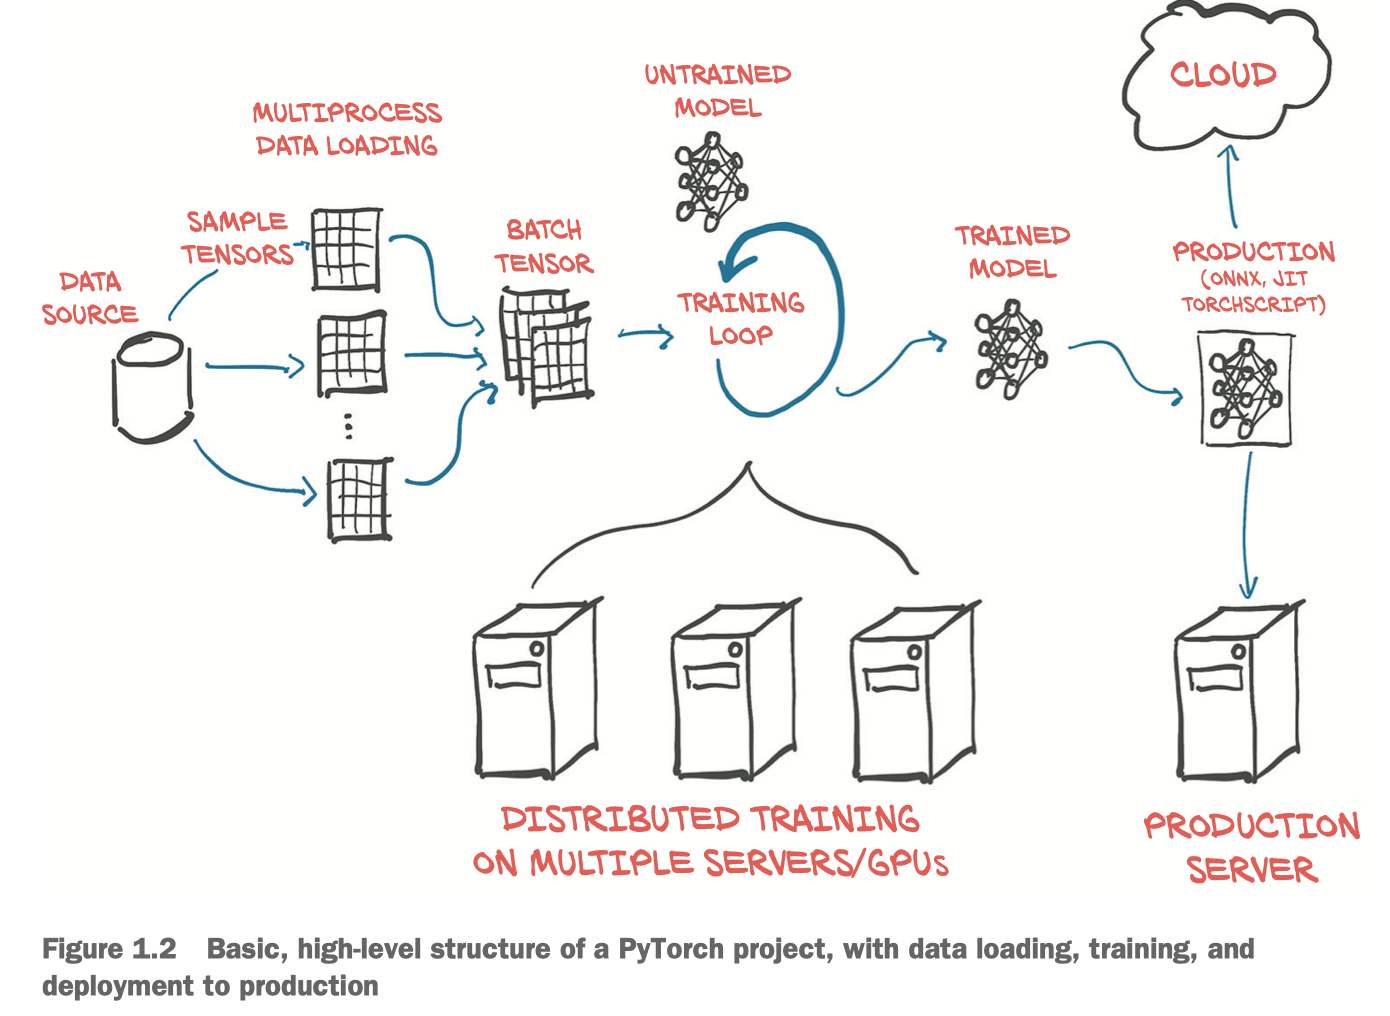 UNTRAINED
MODEL
CLOUD
MULTIPROCESS
DATA LOADING
SAMPLE
TENSORS
BATCH
TENSOR
TRAINED
MODEL
PRODUCTION
(ONNX, JIT
TORCHSCRIPT)
DATA
SOURCE
TRAINING
LOOP
DISTRIBUTED TRAINING
ON MULTIPLE SERVERS/GPUs
PRODUCTION
SERVER
Figure 1.2 Basic, high-level structure of a PyTorch project, with data loading, training, and
deployment to production